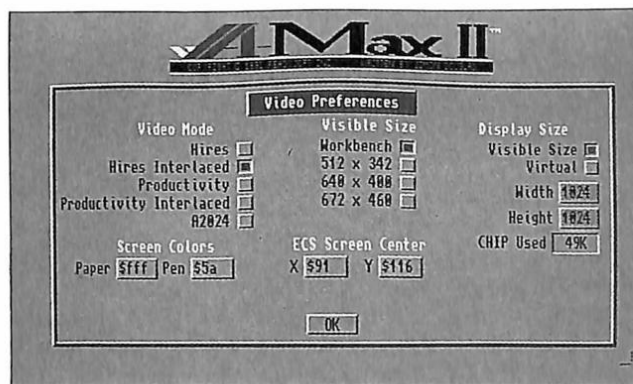 A-Max II™
Video Preferences
Video Mode
Hires
Hires Interlaced
Productivity
Productivity Interlaced
A2024
Visible Size
Workbench
512 x 342
640 x 400
672 x 460
Display Size
Visible Size
Virtual
Width 1024
Height 1024
CHIP Used 49K
Screen Colors
Paper $fff Pen $5a
ECS Screen Center
X $91 Y $116
OK